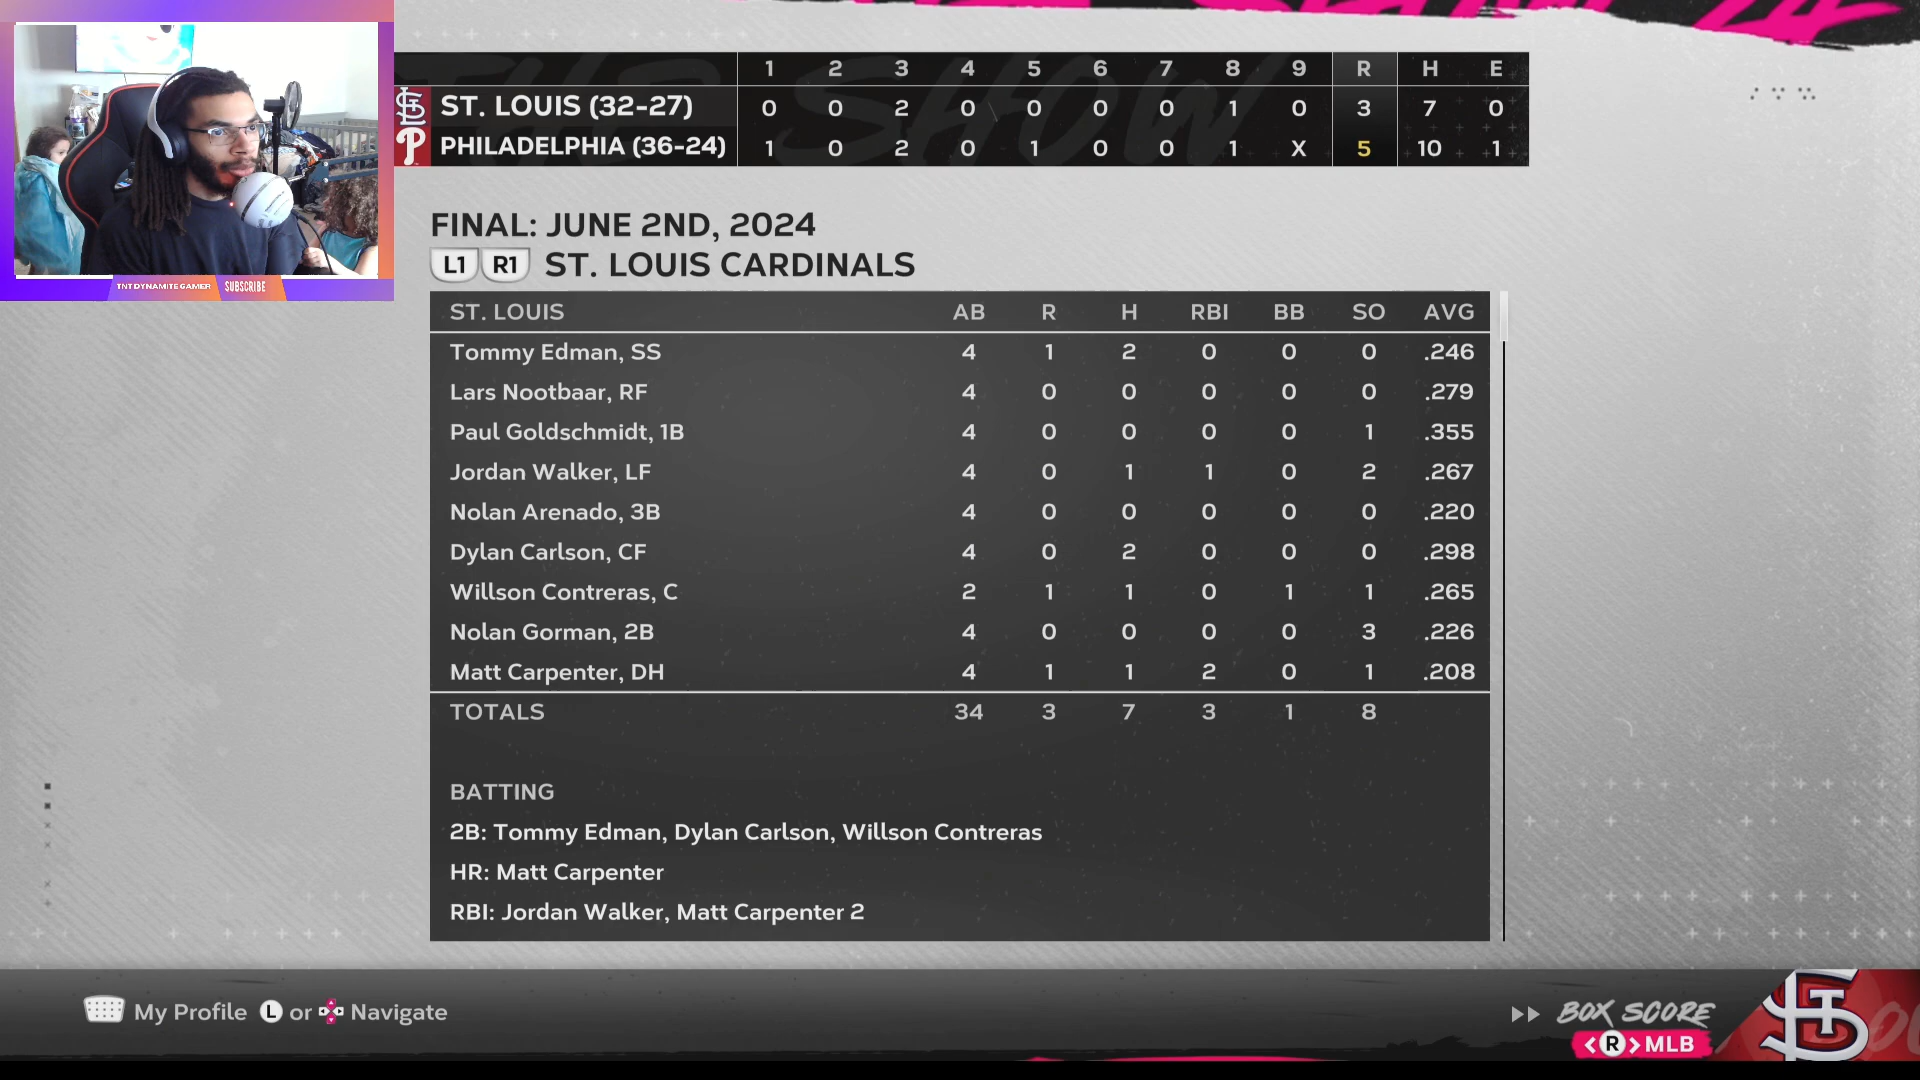 1 2 3 4 5 6 7 8 9 R H E
ST. LOUIS (32-27) 0 0 2 0 0 0 0 1 0 3 7 0
PHILADELPHIA (36-24) 1 0 2 0 1 0 0 1 X 5 10 1
TNT DYNAMITE GAMER SUBSCRIBE
FINAL: JUNE 2ND, 2024
L1 R1 ST. LOUIS CARDINALS
ST. LOUIS AB R H RBI BB SO AVG
Tommy Edman, SS 4 1 2 0 0 0 .246
Lars Nootbaar, RF 4 0 0 0 0 0 .279
Paul Goldschmidt, 1B 4 0 0 0 0 1 .355
Jordan Walker, LF 4 0 1 1 0 2 .267
Nolan Arenado, 3B 4 0 0 0 0 0 .220
Dylan Carlson, CF 4 0 2 0 0 0 .298
Willson Contreras, C 2 1 1 0 1 1 .265
Nolan Gorman, 2B 4 0 0 0 0 3 .226
Matt Carpenter, DH 4 1 1 2 0 1 .208
TOTALS 34 3 7 3 1 8
BATTING
2B: Tommy Edman, Dylan Carlson, Willson Contreras
HR: Matt Carpenter
RBI: Jordan Walker, Matt Carpenter 2
My Profile L or Navigate
BOX SCORE
<R> MLB